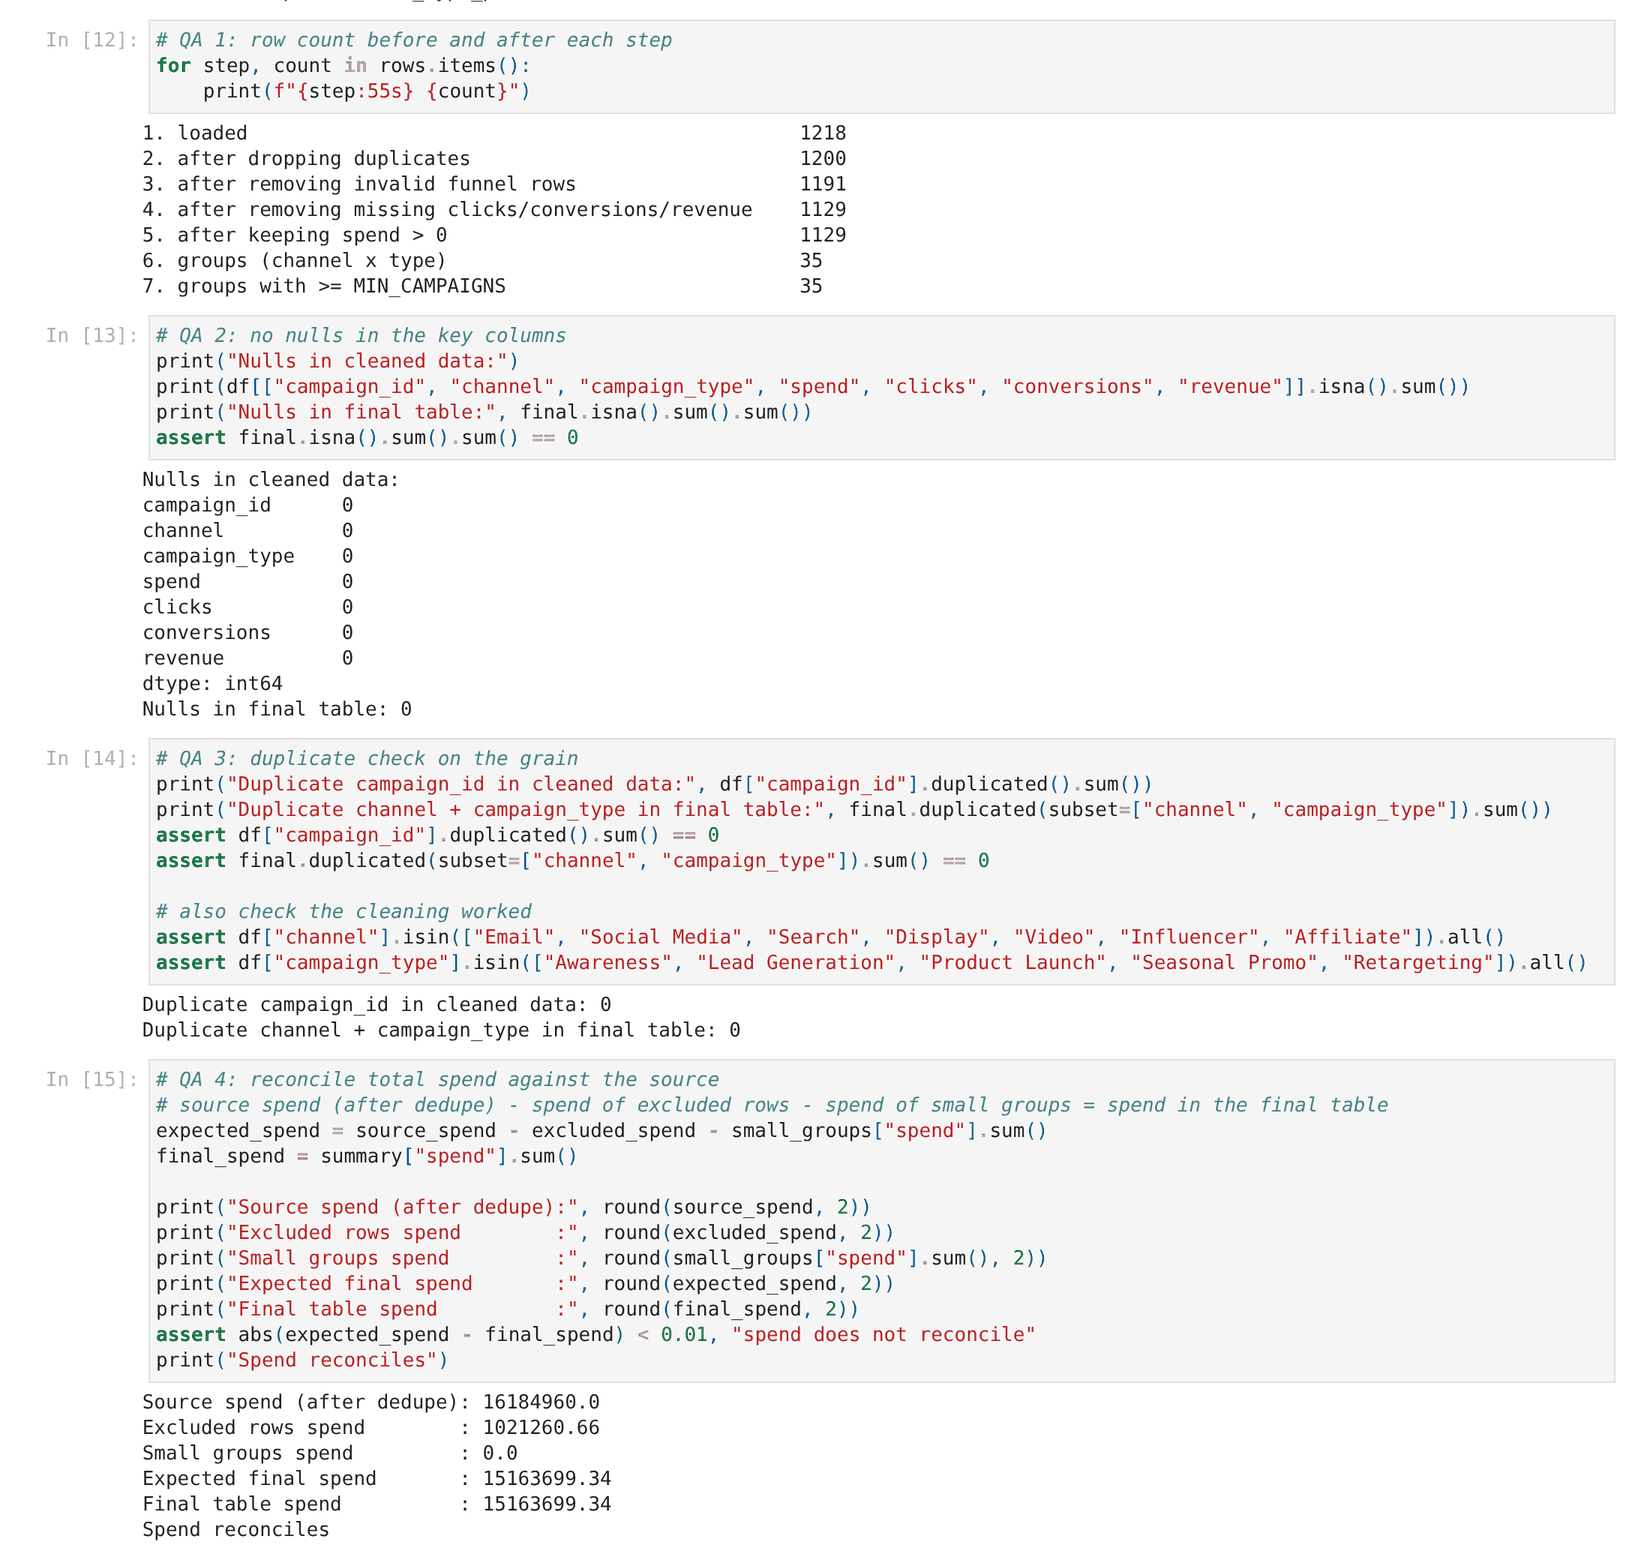 In [12]: # QA 1: row count before and after each step
for step, count in rows.items():
    print(f"{step:55s} {count}")
1. loaded                                               1218
2. after dropping duplicates                            1200
3. after removing invalid funnel rows                   1191
4. after removing missing clicks/conversions/revenue    1129
5. after keeping spend > 0                              1129
6. groups (channel x type)                              35
7. groups with >= MIN_CAMPAIGNS                         35
In [13]: # QA 2: no nulls in the key columns
print("Nulls in cleaned data:")
print(df[["campaign_id", "channel", "campaign_type", "spend", "clicks", "conversions", "revenue"]].isna().sum())
print("Nulls in final table:", final.isna().sum().sum())
assert final.isna().sum().sum() == 0
Nulls in cleaned data:
campaign_id      0
channel          0
campaign_type    0
spend            0
clicks           0
conversions      0
revenue          0
dtype: int64
Nulls in final table: 0
In [14]: # QA 3: duplicate check on the grain
print("Duplicate campaign_id in cleaned data:", df["campaign_id"].duplicated().sum())
print("Duplicate channel + campaign_type in final table:", final.duplicated(subset=["channel", "campaign_type"]).sum())
assert df["campaign_id"].duplicated().sum() == 0
assert final.duplicated(subset=["channel", "campaign_type"]).sum() == 0
# also check the cleaning worked
assert df["channel"].isin(["Email", "Social Media", "Search", "Display", "Video", "Influencer", "Affiliate"]).all()
assert df["campaign_type"].isin(["Awareness", "Lead Generation", "Product Launch", "Seasonal Promo", "Retargeting"]).all()
Duplicate campaign_id in cleaned data: 0
Duplicate channel + campaign_type in final table: 0
In [15]: # QA 4: reconcile total spend against the source
# source spend (after dedupe) - spend of excluded rows - spend of small groups = spend in the final table
expected_spend = source_spend - excluded_spend - small_groups["spend"].sum()
final_spend = summary["spend"].sum()
print("Source spend (after dedupe):", round(source_spend, 2))
print("Excluded rows spend        :", round(excluded_spend, 2))
print("Small groups spend         :", round(small_groups["spend"].sum(), 2))
print("Expected final spend       :", round(expected_spend, 2))
print("Final table spend          :", round(final_spend, 2))
assert abs(expected_spend - final_spend) < 0.01, "spend does not reconcile"
print("Spend reconciles")
Source spend (after dedupe): 16184960.0
Excluded rows spend        : 1021260.66
Small groups spend         : 0.0
Expected final spend       : 15163699.34
Final table spend          : 15163699.34
Spend reconciles